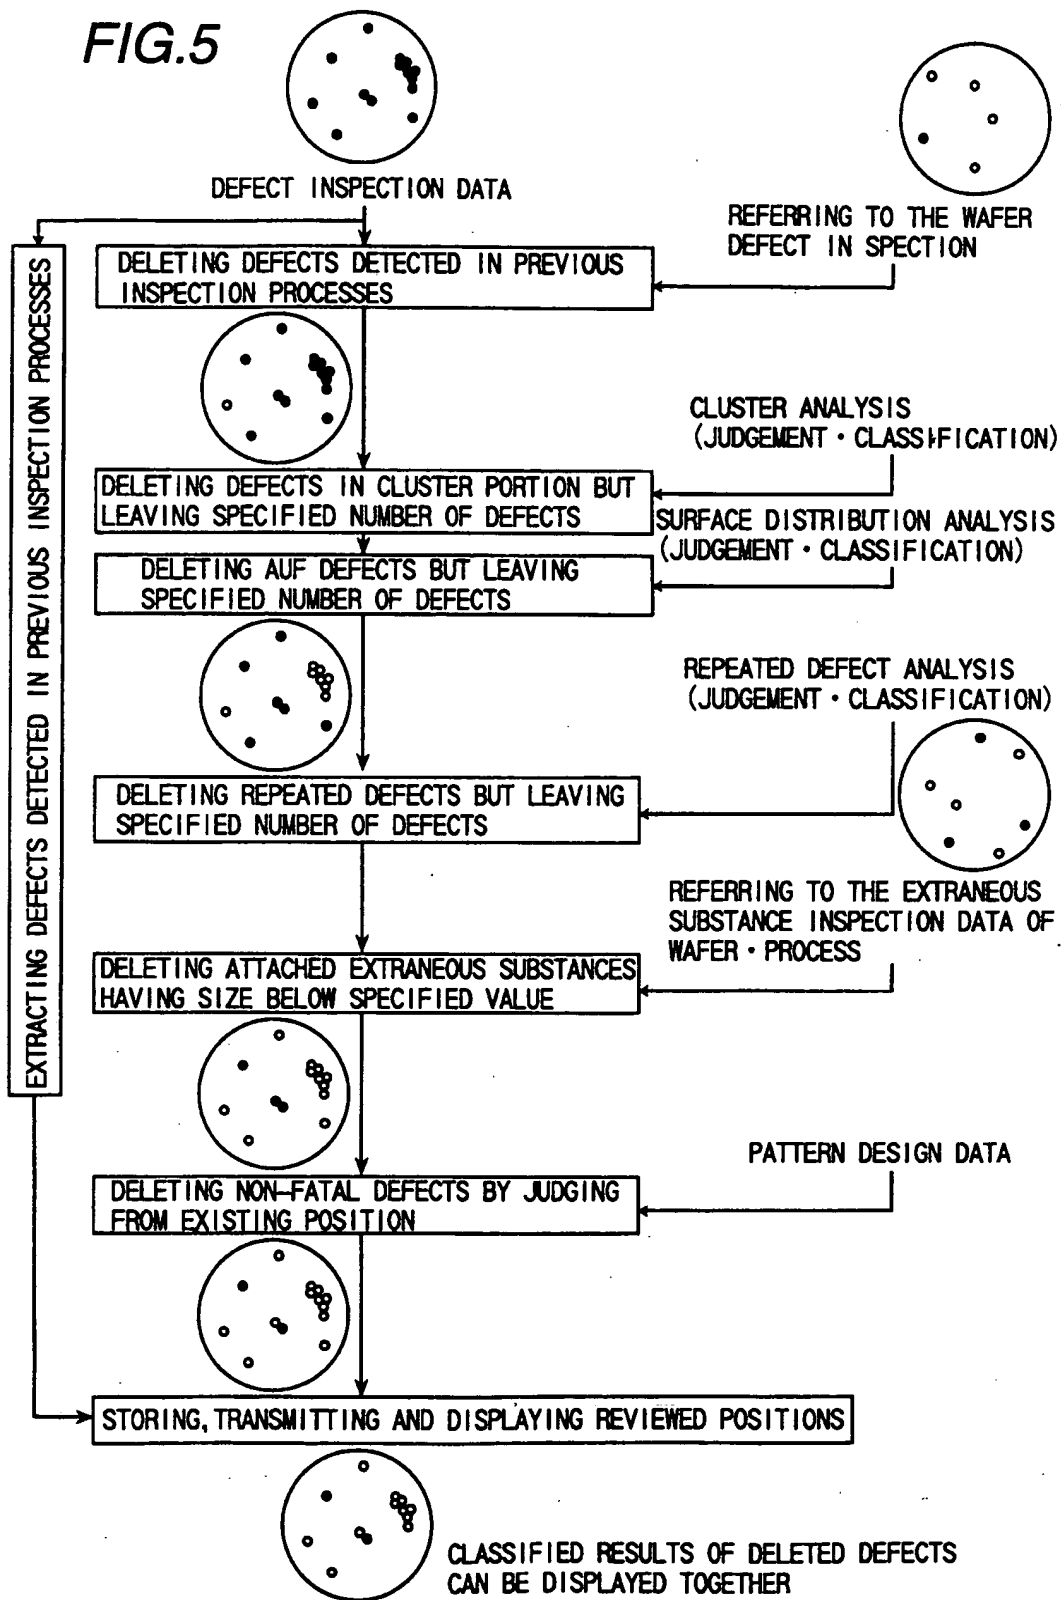 FIG.5
DEFECT INSPECTION DATA
REFERRING TO THE WAFER
DEFECT IN SPECTION
EXTRACTING DEFECTS DETECTED IN PREVIOUS INSPECTION PROCESSES
DELETING DEFECTS DETECTED IN PREVIOUS
INSPECTION PROCESSES
CLUSTER ANALYSIS
(JUDGEMENT・CLASSIFICATION)
DELETING DEFECTS IN CLUSTER PORTION BUT
LEAVING SPECIFIED NUMBER OF DEFECTS
SURFACE DISTRIBUTION ANALYSIS
(JUDGEMENT・CLASSIFICATION)
DELETING AUF DEFECTS BUT LEAVING
SPECIFIED NUMBER OF DEFECTS
REPEATED DEFECT ANALYSIS
(JUDGEMENT・CLASSIFICATION)
DELETING REPEATED DEFECTS BUT LEAVING
SPECIFIED NUMBER OF DEFECTS
REFERRING TO THE EXTRANEOUS
SUBSTANCE INSPECTION DATA OF
WAFER・PROCESS
DELETING ATTACHED EXTRANEOUS SUBSTANCES
HAVING SIZE BELOW SPECIFIED VALUE
PATTERN DESIGN DATA
DELETING NON-FATAL DEFECTS BY JUDGING
FROM EXISTING POSITION
STORING, TRANSMITTING AND DISPLAYING REVIEWED POSITIONS
CLASSIFIED RESULTS OF DELETED DEFECTS
CAN BE DISPLAYED TOGETHER